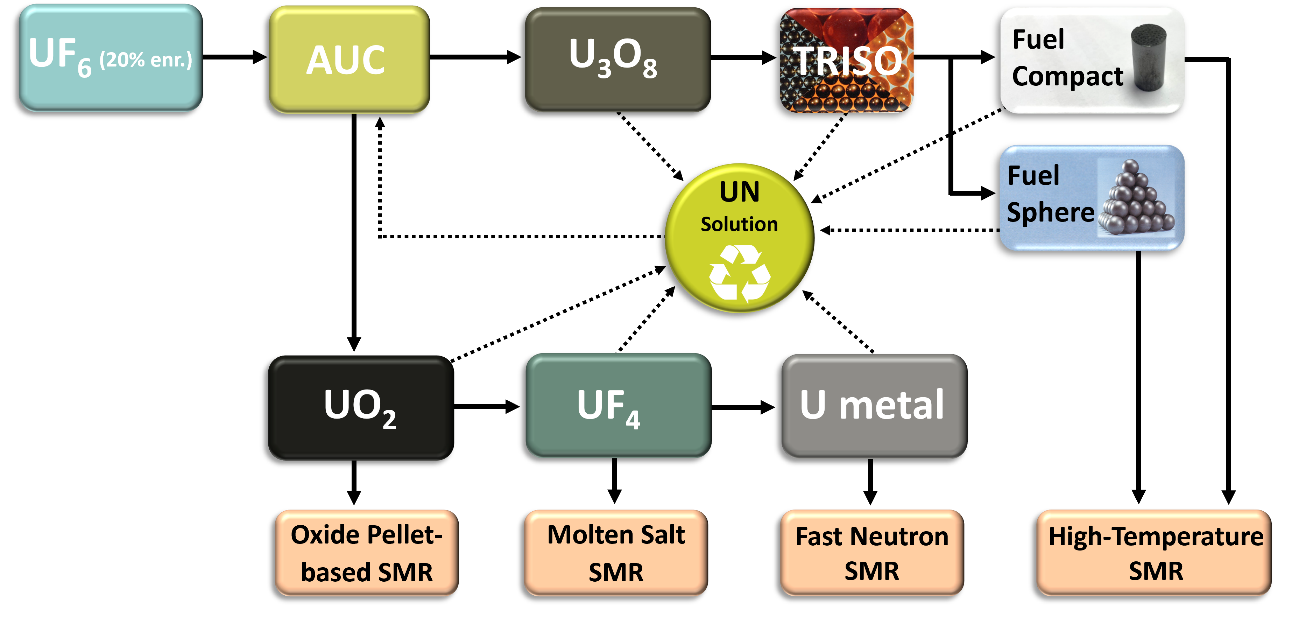 UF₆ (20% enr.)
AUC
U₃O₈
TRISO
Fuel
Compact
Fuel
Sphere
UN
Solution
UO₂
UF₄
U metal
Oxide Pellet-
based SMR
Molten Salt
SMR
Fast Neutron
SMR
High-Temperature
SMR